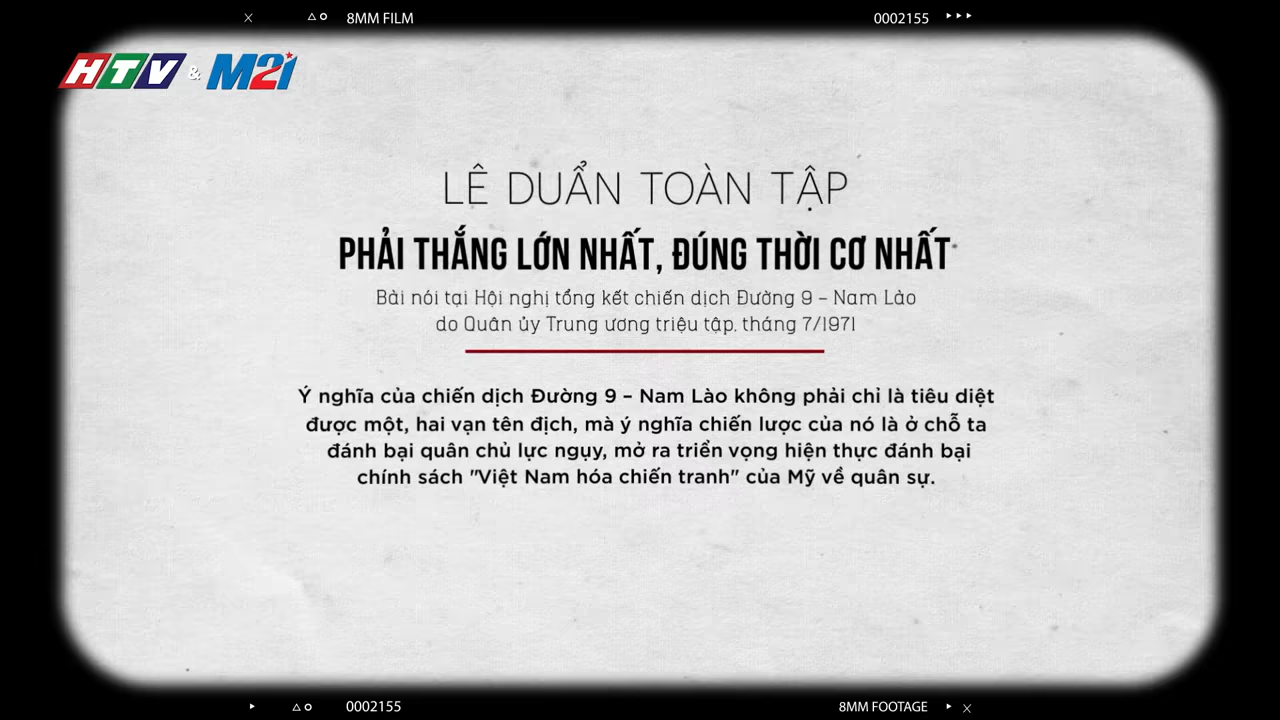 8MM FILM
0002155
HTV & M21
LÊ DUẨN TOÀN TẬP
PHẢI THẮNG LỚN NHẤT, ĐÚNG THỜI CƠ NHẤT
Bài nói tại Hội nghị tổng kết chiến dịch Đường 9 – Nam Lào
do Quân ủy Trung ương triệu tập, tháng 7/1971
Ý nghĩa của chiến dịch Đường 9 – Nam Lào không phải chỉ là tiêu diệt
được một, hai vạn tên địch, mà ý nghĩa chiến lược của nó là ở chỗ ta
đánh bại quân chủ lực ngụy, mở ra triển vọng hiện thực đánh bại
chính sách "Việt Nam hóa chiến tranh" của Mỹ về quân sự.
0002155
8MM FOOTAGE